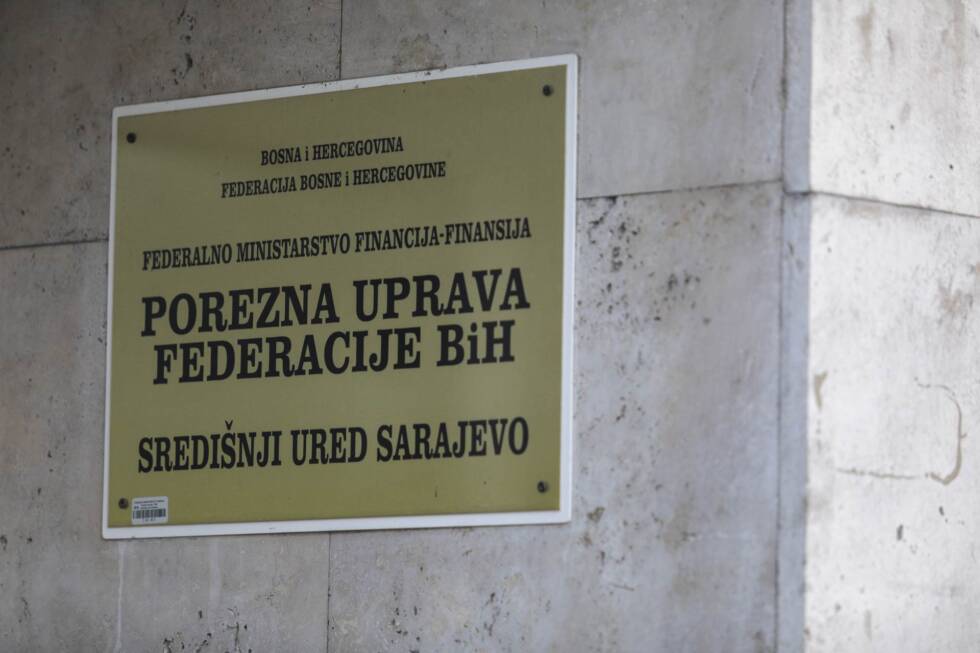 BOSNA i HERCEGOVINA
FEDERACIJA BOSNE i HERCEGOVINE
FEDERALNO MINISTARSTVO FINANCIJA-FINANSIJA
POREZNA UPRAVA
FEDERACIJE BiH
SREDIŠNJI URED SARAJEVO